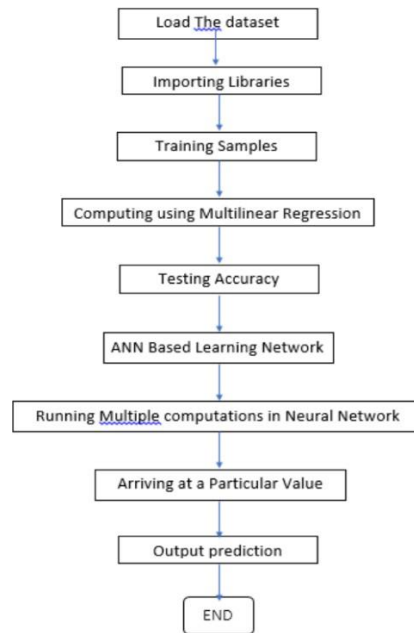 Load The dataset
Importing Libraries
Training Samples
Computing using Multilinear Regression
Testing Accuracy
ANN Based Learning Network
Running Multiple computations in Neural Network
Arriving at a Particular Value
Output prediction
END